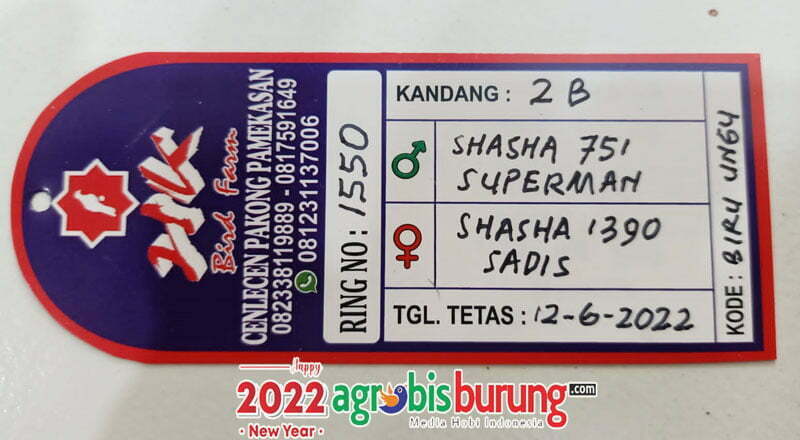 Bird Farm
CENLECEN PAKONG PAMEKASAN
082338119889 - 0817591649
081231137006
RING NO : 1550
KANDANG : 2 B
SHASHA 751
SUPERMAN
SHASHA 1390
SADIS
TGL. TETAS : 12-6-2022
KODE : BIRU UNGU
Happy
2022
• New Year •
agrobisburung.com
Media Hobi Indonesia